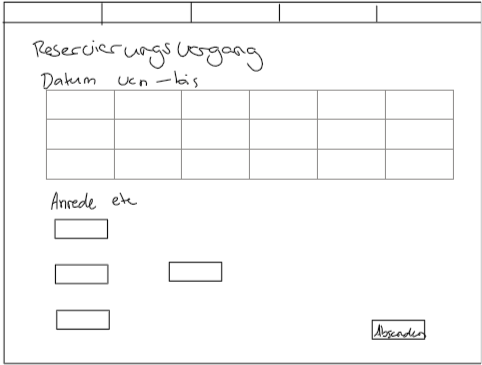 Reservierungsvorgang
Datum von - bis
Anrede etc
Absenden